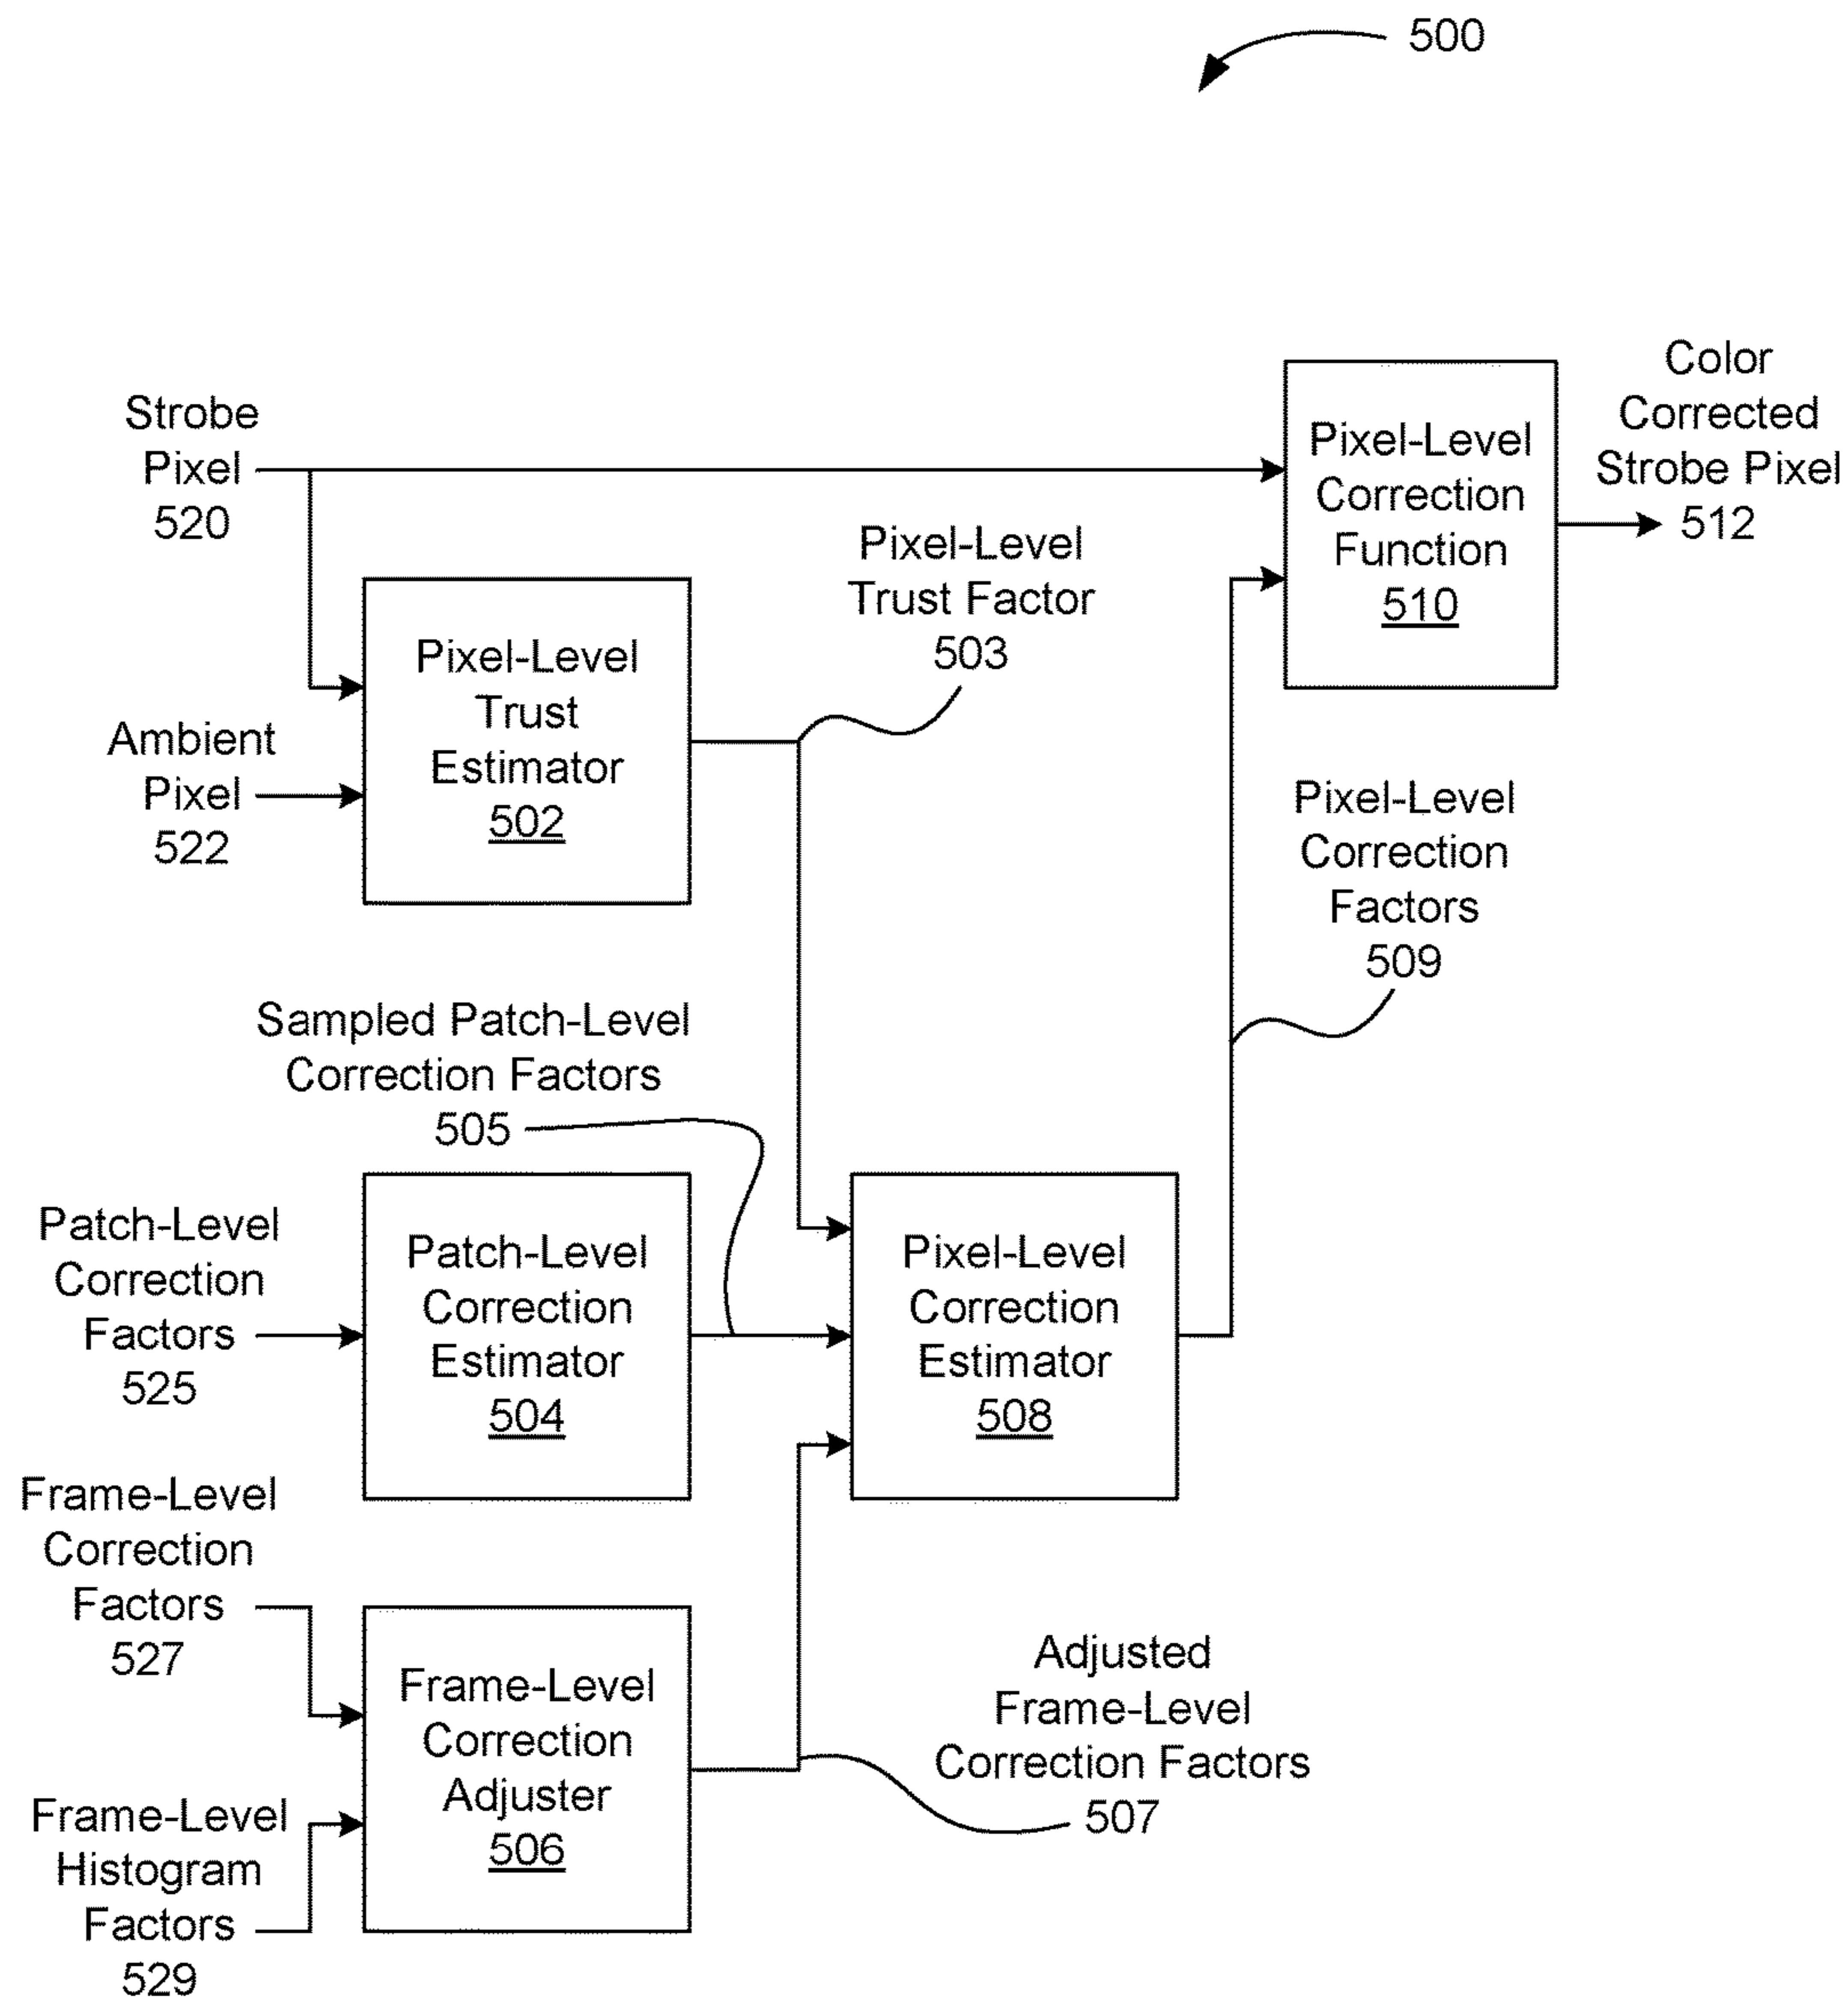 500
Strobe
Pixel
520
Color
Corrected
Strobe Pixel
512
Pixel-Level
Correction
Function
510
Pixel-Level
Trust Factor
503
Pixel-Level
Trust
Estimator
502
Ambient
Pixel
522
Pixel-Level
Correction
Factors
509
Sampled Patch-Level
Correction Factors
505
Patch-Level
Correction
Factors
525
Patch-Level
Correction
Estimator
504
Pixel-Level
Correction
Estimator
508
Frame-Level
Correction
Factors
527
Frame-Level
Correction
Adjuster
506
Adjusted
Frame-Level
Correction Factors
507
Frame-Level
Histogram
Factors
529